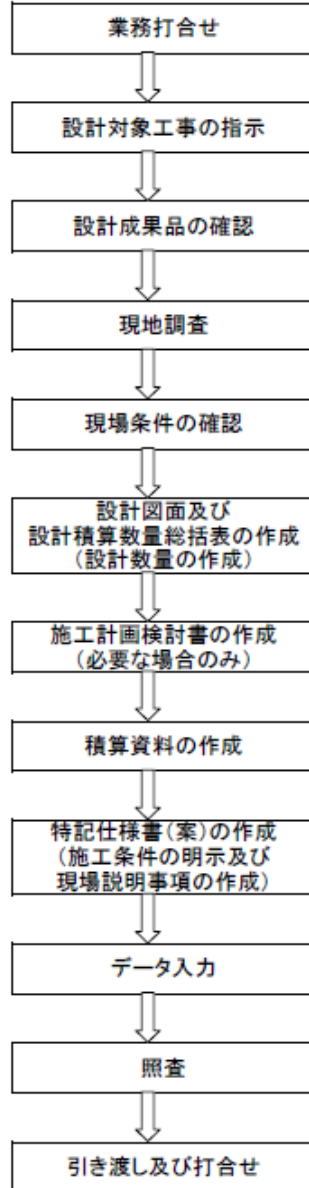 業務打合せ
設計対象工事の指示
設計成果品の確認
現地調査
現場条件の確認
設計図面及び
設計積算数量総括表の作成
(設計数量の作成)
施工計画検討書の作成
(必要な場合のみ)
積算資料の作成
特記仕様書(案)の作成
(施工条件の明示及び
現場説明事項の作成)
データ入力
照査
引き渡し及び打合せ